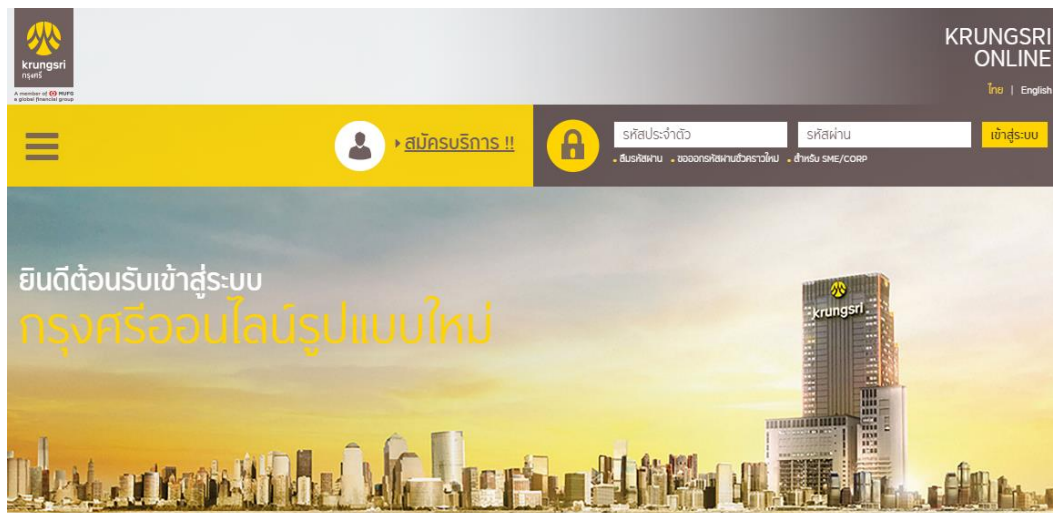 krungsri
กรุงศรี
A member of MUFG
a global financial group
KRUNGSRI
ONLINE
ไทย | English
สมัครบริการ !!
รหัสประจำตัว
รหัสผ่าน
เข้าสู่ระบบ
ลืมรหัสผ่าน
ขอออกรหัสผ่านชั่วคราวใหม่
สำหรับ SME/CORP
ยินดีต้อนรับเข้าสู่ระบบ
กรุงศรีออนไลน์รูปแบบใหม่
krungsri